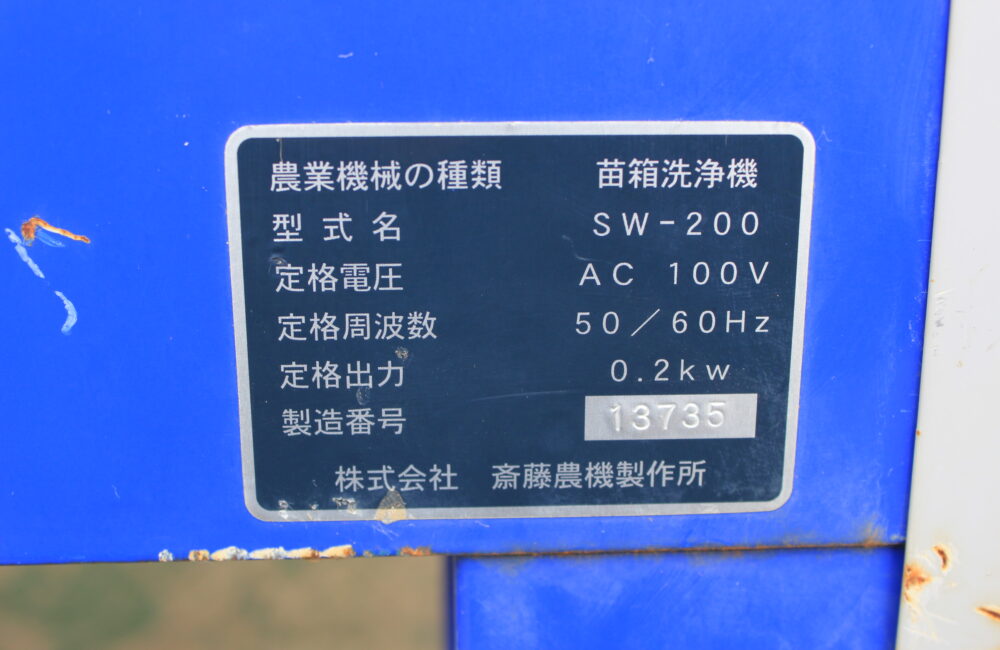 農業機械の種類 苗箱洗浄機
型式名 SW-200
定格電圧 AC 100V
定格周波数 50/60Hz
定格出力 0.2kw
製造番号 13735
株式会社 斎藤農機製作所